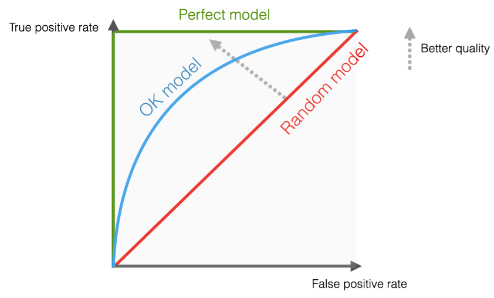 Perfect model
True positive rate
Better quality
OK model
Random model
False positive rate